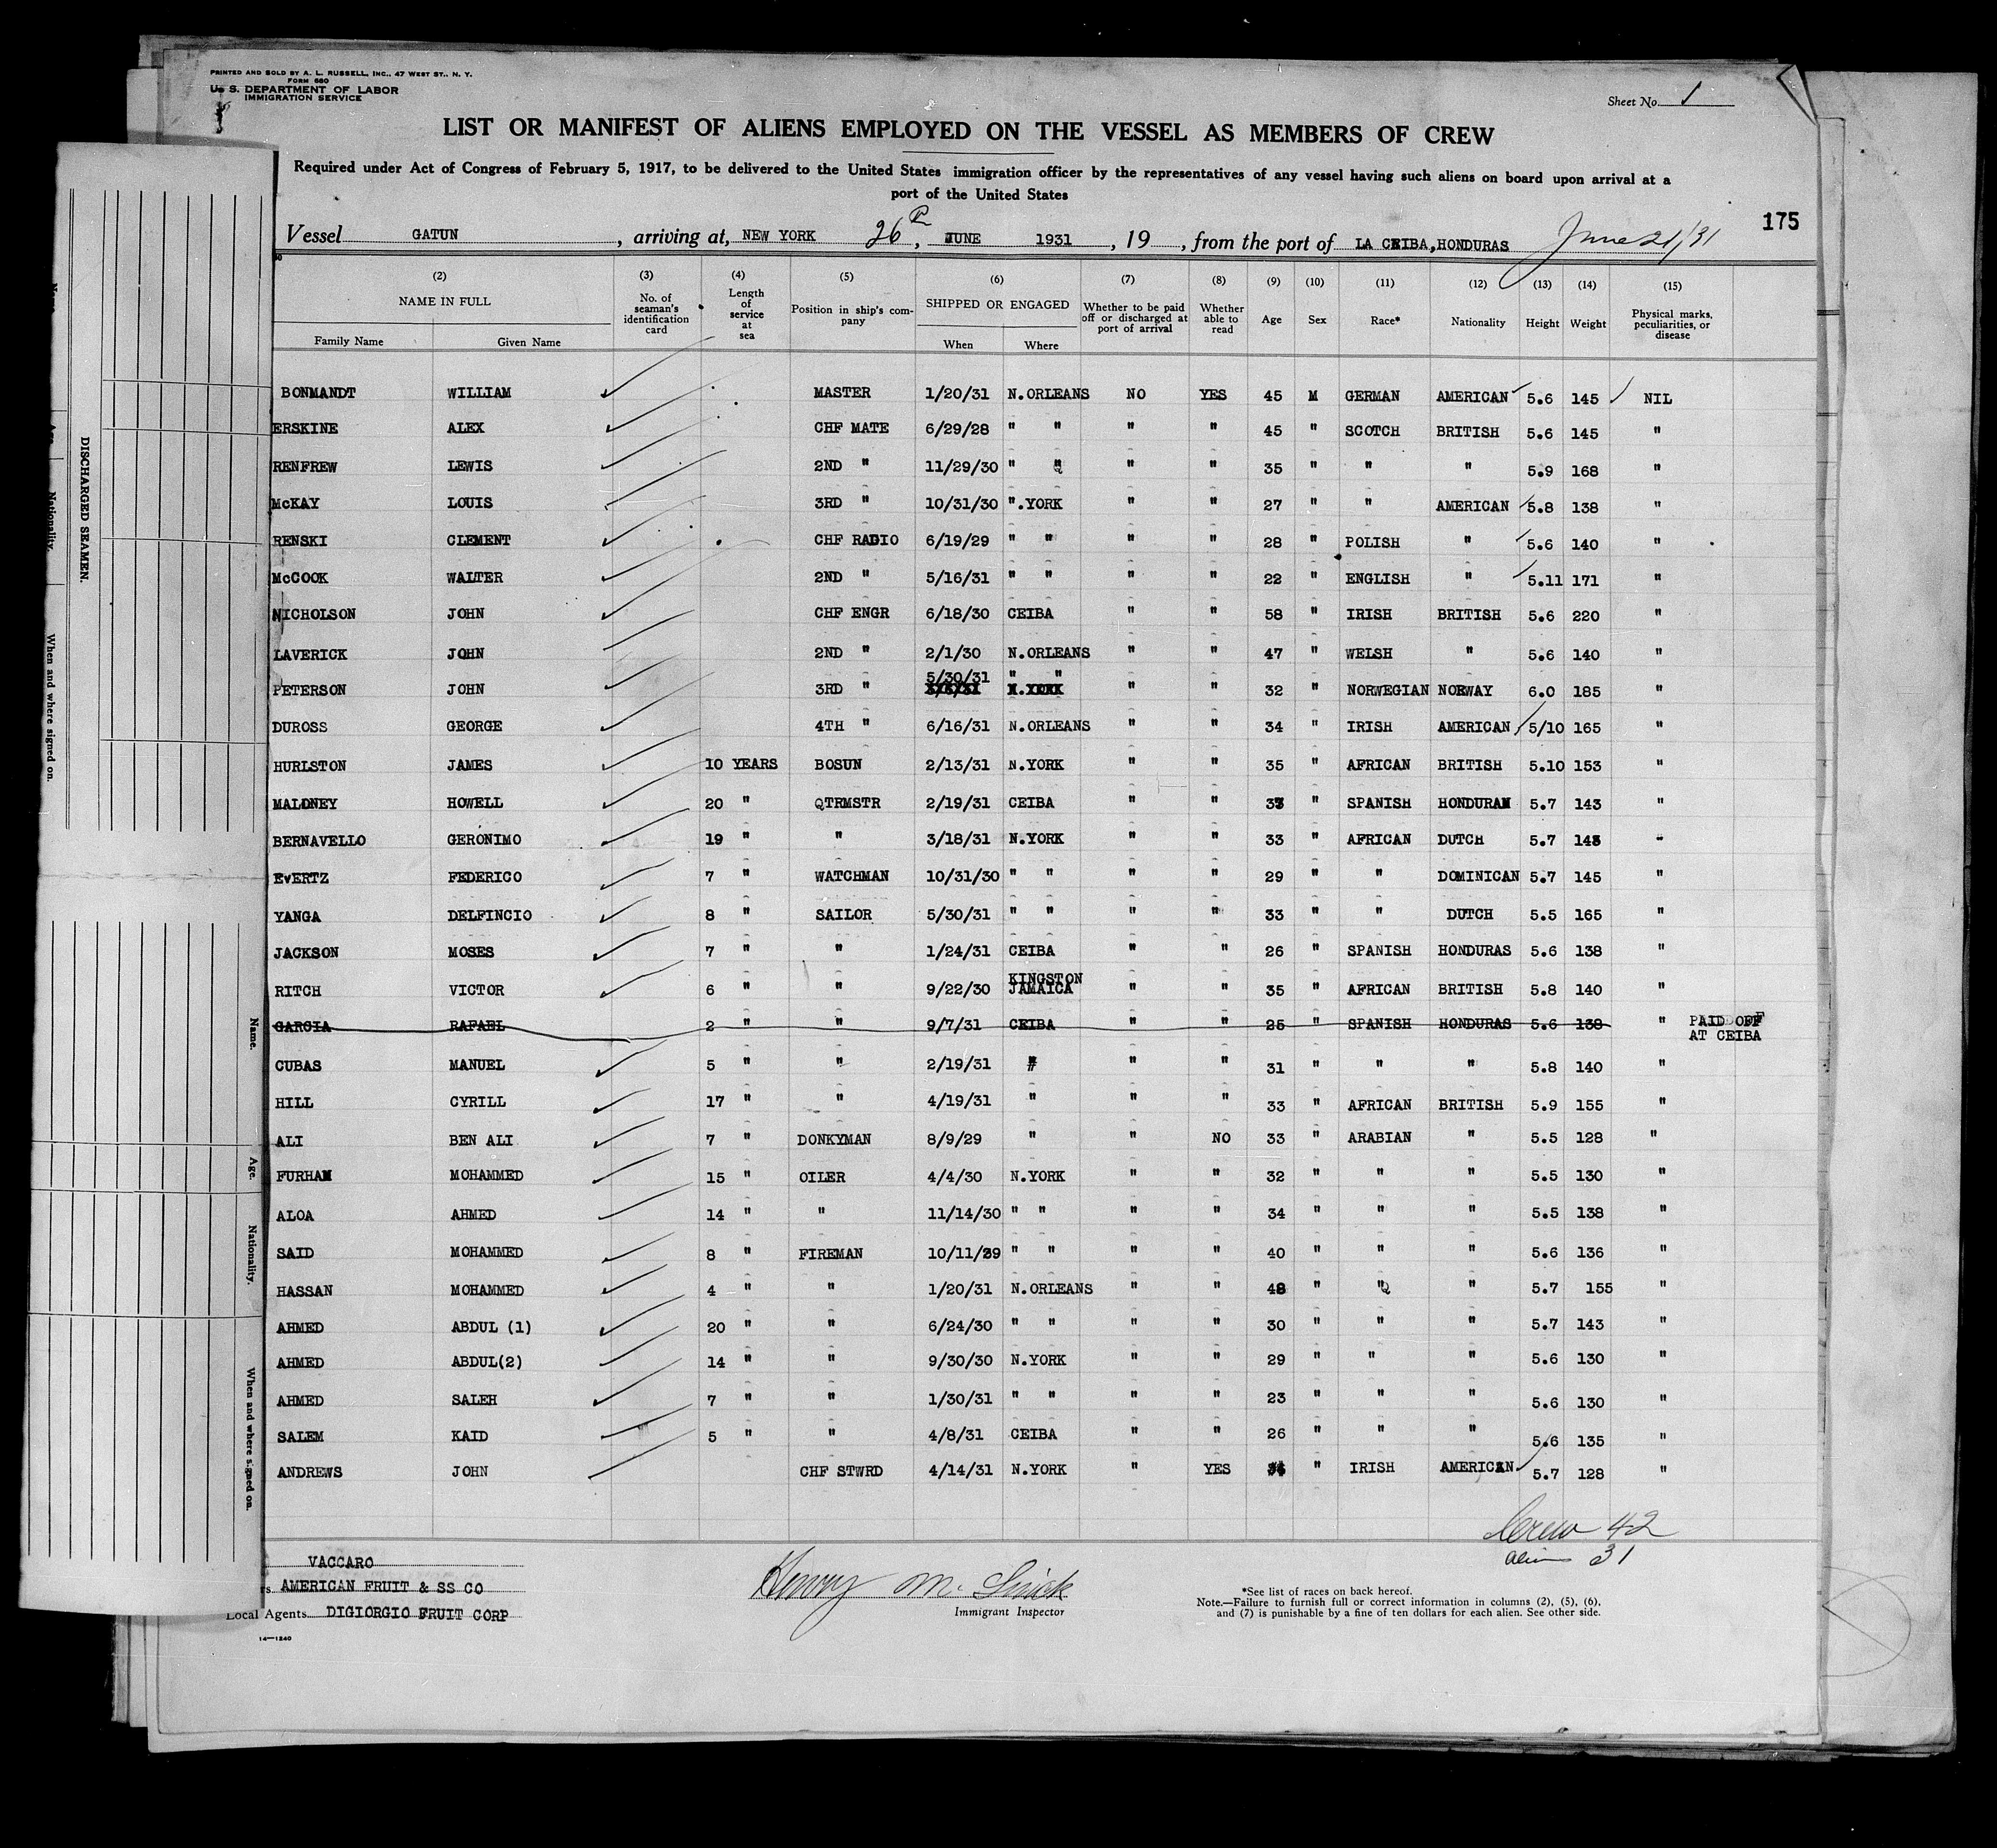 PRINTED AND SOLD BY A. L. RUSSELL, INC., 47 WEST ST., N. Y.
FORM 680
U. S. DEPARTMENT OF LABOR
IMMIGRATION SERVICE
Sheet No. 1
LIST OR MANIFEST OF ALIENS EMPLOYED ON THE VESSEL AS MEMBERS OF CREW
Required under Act of Congress of February 5, 1917, to be delivered to the United States immigration officer by the representatives of any vessel having such aliens on board upon arrival at a
port of the United States
175
Vessel GATUN, arriving at, NEW YORK 26, JUNE 1931, 19, from the port of LA CEIBA, HONDURAS June 21/31
(2) (3) (4) (5) (6) (7) (8) (9) (10) (11) (12) (13) (14) (15)
NAME IN FULL No. of seaman's identification card Length of service at sea Position in ship's company SHIPPED OR ENGAGED Whether to be paid off or discharged at port of arrival Whether able to read Age Sex Race* Nationality Height Weight Physical marks, peculiarities, or disease
Family Name Given Name When Where
BONMANDT WILLIAM MASTER 1/20/31 N.ORLEANS NO YES 45 M GERMAN AMERICAN 5.6 145 NIL
ERSKINE ALEX CHF MATE 6/29/28 " " " " 45 " SCOTCH BRITISH 5.6 145 "
RENFREW LEWIS 2ND " 11/29/30 " " " " 35 " " " 5.9 168 "
McKAY LOUIS 3RD " 10/31/30 ".YORK " " 27 " " AMERICAN 5.8 138 "
RENSKI CLEMENT CHF RADIO 6/19/29 " " " " 28 " POLISH " 5.6 140 "
McCOOK WALTER 2ND " 5/16/31 " " " " 22 " ENGLISH " 5.11 171 "
NICHOLSON JOHN CHF ENGR 6/18/30 CEIBA " " 58 " IRISH BRITISH 5.6 220 "
LAVERICK JOHN 2ND " 2/1/30 N.ORLEANS " " 47 " WELSH " 5.6 140 "
PETERSON JOHN 3RD " 5/30/31 " " " " 32 " NORWEGIAN NORWAY 6.0 185 "
DUROSS GEORGE 4TH " 6/16/31 N.ORLEANS " " 34 " IRISH AMERICAN 5/10 165 "
HURLSTON JAMES 10 YEARS BOSUN 2/13/31 N.YORK " " 35 " AFRICAN BRITISH 5.10 153 "
MALDNEY HOWELL 20 " QTRMSTR 2/19/31 CEIBA " " " SPANISH HONDURAN 5.7 143 "
BERNAVELLO GERONIMO 19 " " 3/18/31 N.YORK " " 33 " AFRICAN DUTCH 5.7 "
EvERTZ FEDERICO 7 " WATCHMAN 10/31/30 " " " " 29 " " DOMINICAN 5.7 145 "
YANGA DELFINCIO 8 " SAILOR 5/30/31 " " " " 33 " " DUTCH 5.5 165 "
JACKSON MOSES 7 " " 1/24/31 CEIBA " " 26 " SPANISH HONDURAS 5.6 138 "
RITCH VICTOR 6 " " 9/22/30 KINGSTON JAMAICA " " 35 " AFRICAN BRITISH 5.8 140 "
GARCIA RAFAEL 2 " " 9/7/31 CEIBA " " 25 " SPANISH HONDURAS 5.6 138 " PAID OFF AT CEIBA
CUBAS MANUEL 5 " " 2/19/31 " " " 31 " " " 5.8 140 "
HILL CYRILL 17 " " 4/19/31 " " " 33 " AFRICAN BRITISH 5.9 155 "
ALI BEN ALI 7 " DONKYMAN 8/9/29 " " NO 33 " ARABIAN " 5.5 128 "
FURHAM MOHAMMED 15 " OILER 4/4/30 N.YORK " " 32 " " " 5.5 130 "
ALOA AHMED 14 " " 11/14/30 " " " " 34 " " " 5.5 138 "
SAID MOHAMMED 8 " FIREMAN 10/11/29 " " " " 40 " " " 5.6 136 "
HASSAN MOHAMMED 4 " " 1/20/31 N.ORLEANS " " 48 " " " 5.7 155 "
AHMED ABDUL (1) 20 " " 6/24/30 " " " " 30 " " " 5.7 143 "
AHMED ABDUL(2) 14 " " 9/30/30 N.YORK " " 29 " " " 5.6 130 "
AHMED SALEH 7 " " 1/30/31 " " " " 23 " " " 5.6 130 "
SALEM KAID 5 " " 4/8/31 CEIBA " " 26 " " " 5.6 135 "
ANDREWS JOHN CHF STWRD 4/14/31 N.YORK " YES " IRISH AMERICAN 5.7 128 "
Crew 42
alien 31
VACCARO
AMERICAN FRUIT & SS CO
Local Agents DIGIORGIO FRUIT CORP
14—1240
Henry M.
Immigrant Inspector
*See list of races on back hereof.
Note.—Failure to furnish full or correct information in columns (2), (5), (6),
and (7) is punishable by a fine of ten dollars for each alien. See other side.
DISCHARGED SEAMEN.
Nationality.
When and where signed on.
Name.
Age.
Nationality.
When and where signed on.